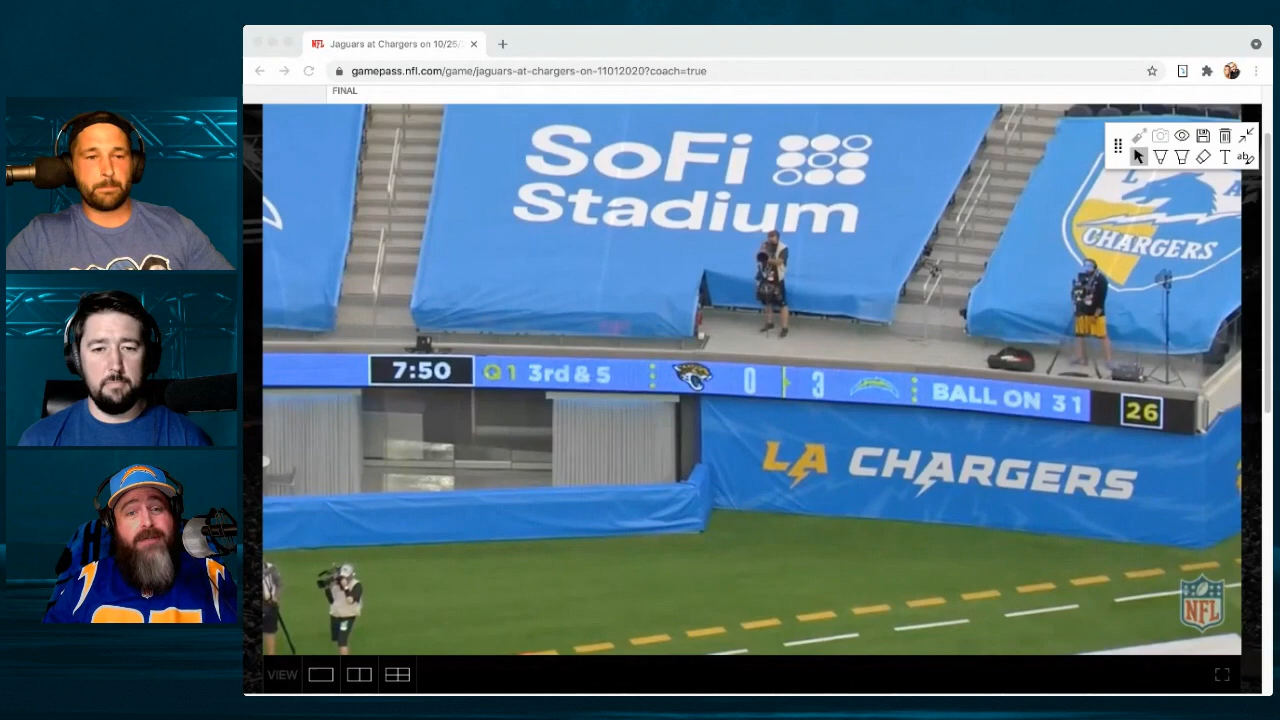 Jaguars at Chargers on 10/25/
gamepass.nfl.com/game/jaguars-at-chargers-on-11012020?coach=true
FINAL
SoFi
Stadium
LA
CHARGERS
7:50 Q1 3rd & 5 0 3 BALL ON 31 26
LA CHARGERS
NFL
VIEW